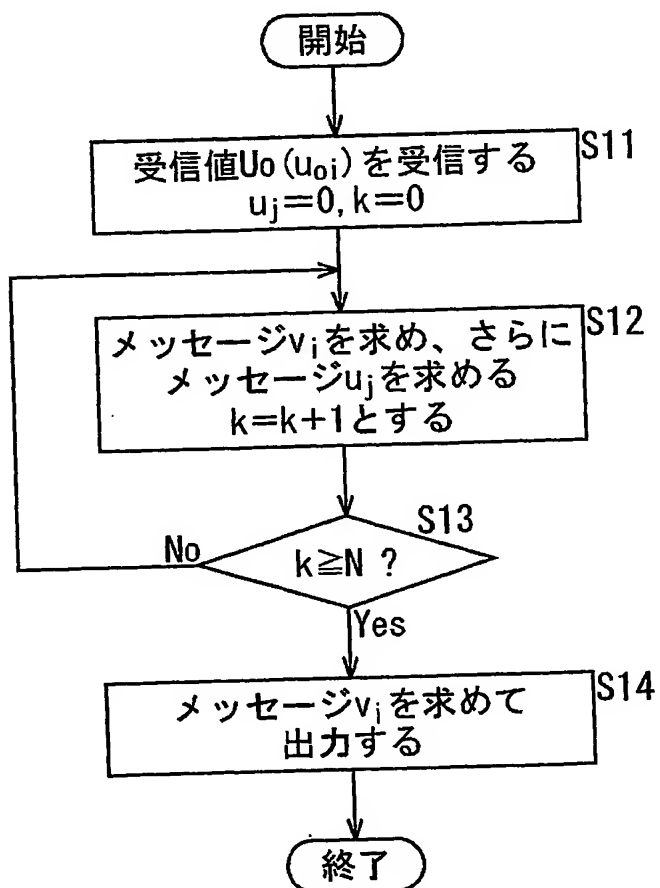 開始
受信値U0(u0i)を受信する
uj=0,k=0
S11
メッセージviを求め、さらに
メッセージujを求める
k=k+1とする
S12
S13
k≧N ?
No
Yes
メッセージviを求めて
出力する
S14
終了